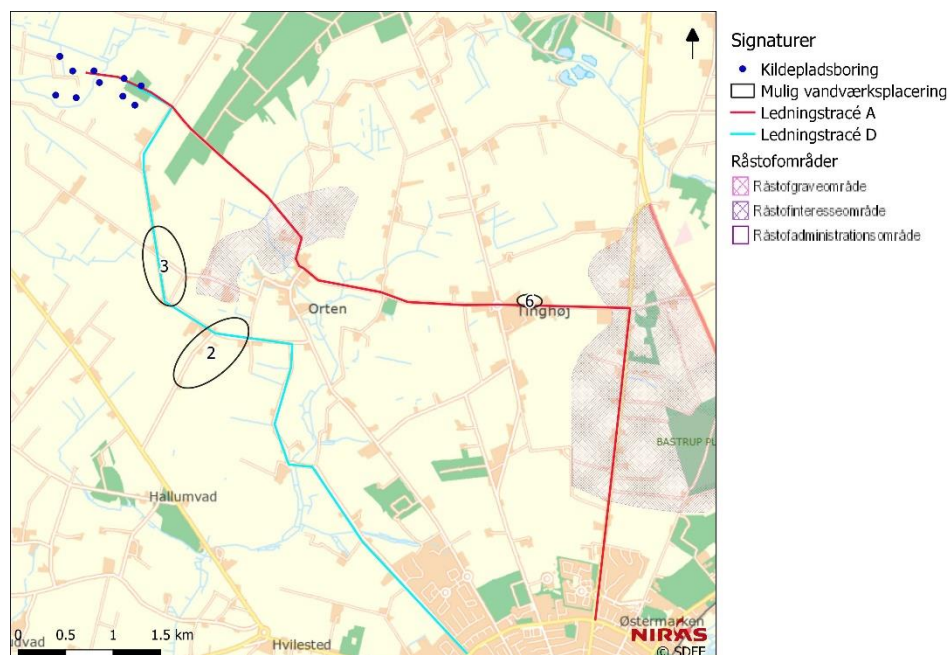 Signaturer
Kildepladsboring
Mulig vandværksplacering
Ledningstracé A
Ledningstracé D
Råstofområder
Råstofgraveområde
Råstofinteresseområde
Råstofadministrationsområde
3
6
Orten
Tinghøj
2
BASTRUP PL
Hallumvad
Østermarken
NIRAS
© SDFE
0 0.5 1 1.5 km
Hvilested